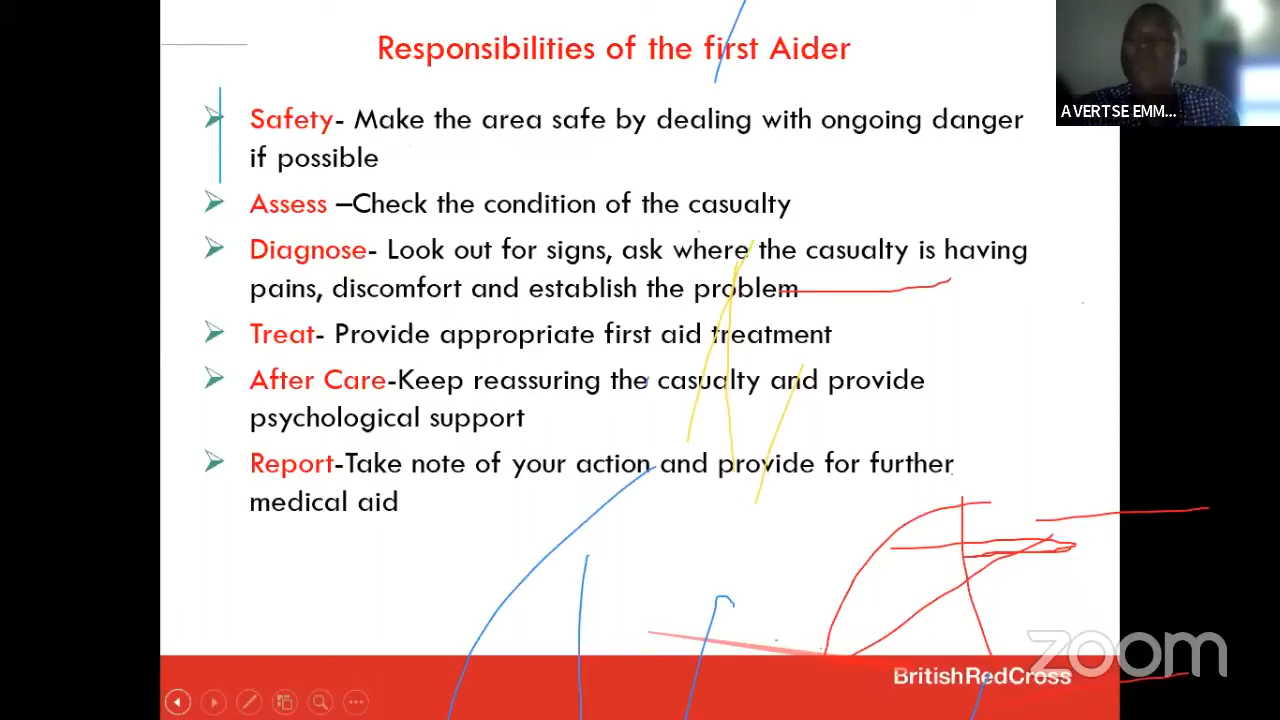 Responsibilities of the first Aider
AVERTSE EMM...
Safety- Make the area safe by dealing with ongoing danger
if possible
Assess –Check the condition of the casualty
Diagnose- Look out for signs, ask where the casualty is having
pains, discomfort and establish the problem
Treat- Provide appropriate first aid treatment
After Care-Keep reassuring the casualty and provide
psychological support
Report-Take note of your action and provide for further
medical aid
zoom
BritishRedCross